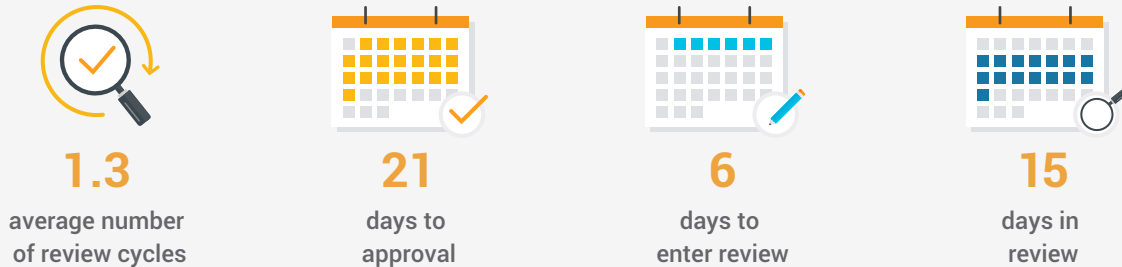 1.3
average number
of review cycles
21
days to
approval
6
days to
enter review
15
days in
review